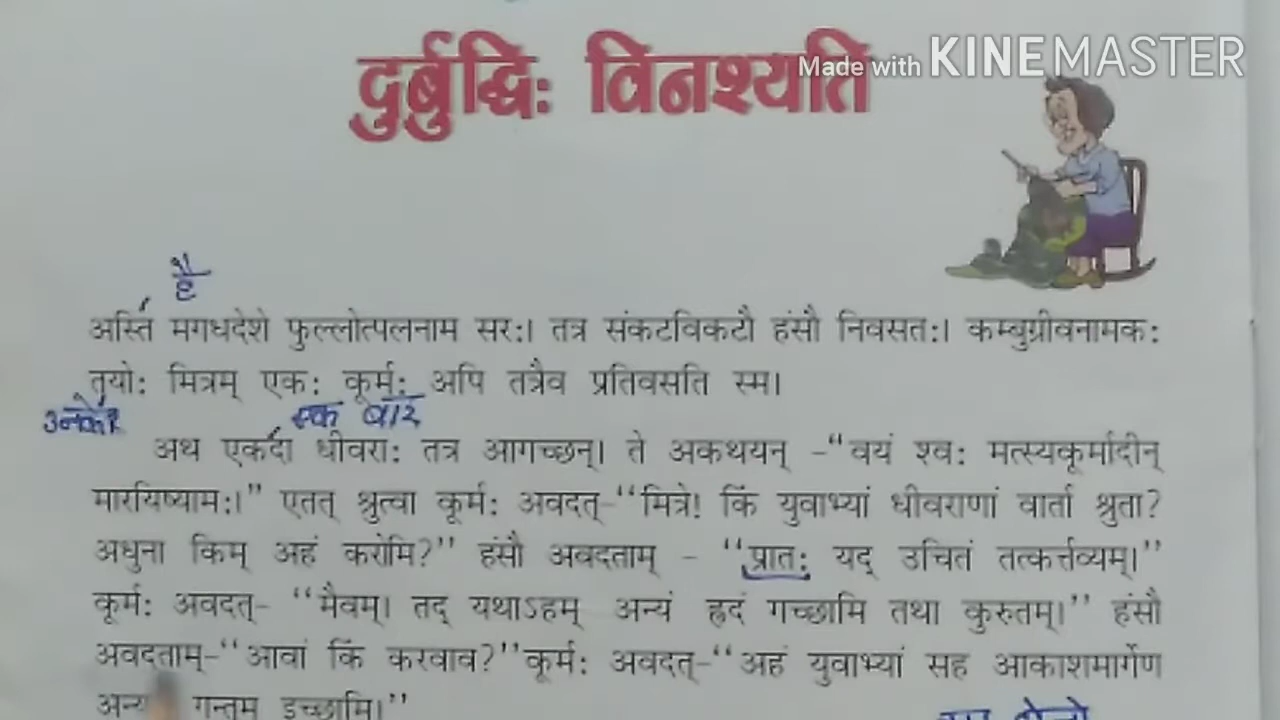 दुर्बुद्धिः विनश्यति
Made with KINEMASTER
है
अस्ति मगधदेशे फुल्लोत्पलनाम सरः। तत्र संकटविकटौ हंसौ निवसतः। कम्बुग्रीवनामकः
तयोः मित्रम् एकः कूर्मः अपि तत्रैव प्रतिवसति स्म।
एक बार
अथ एकदा धीवराः तत्र आगच्छन्। ते अकथयन् -“वयं श्वः मत्स्यकूर्मादीन्
मारयिष्यामः।” एतत् श्रुत्वा कूर्मः अवदत्-“मित्रे! किं युवाभ्यां धीवराणां वार्ता श्रुता?
अधुना किम् अहं करोमि?” हंसौ अवदताम् - “प्रातः यद् उचितं तत्कर्त्तव्यम्।”
कूर्मः अवदत्- “मैवम्। तद् यथाऽहम् अन्यं ह्रदं गच्छामि तथा कुरुतम्।” हंसौ
अवदताम्-“आवां किं करवाव?”कूर्मः अवदत्-“अहं युवाभ्यां सह आकाशमार्गेण
गन्तुम् इच्छामि।”